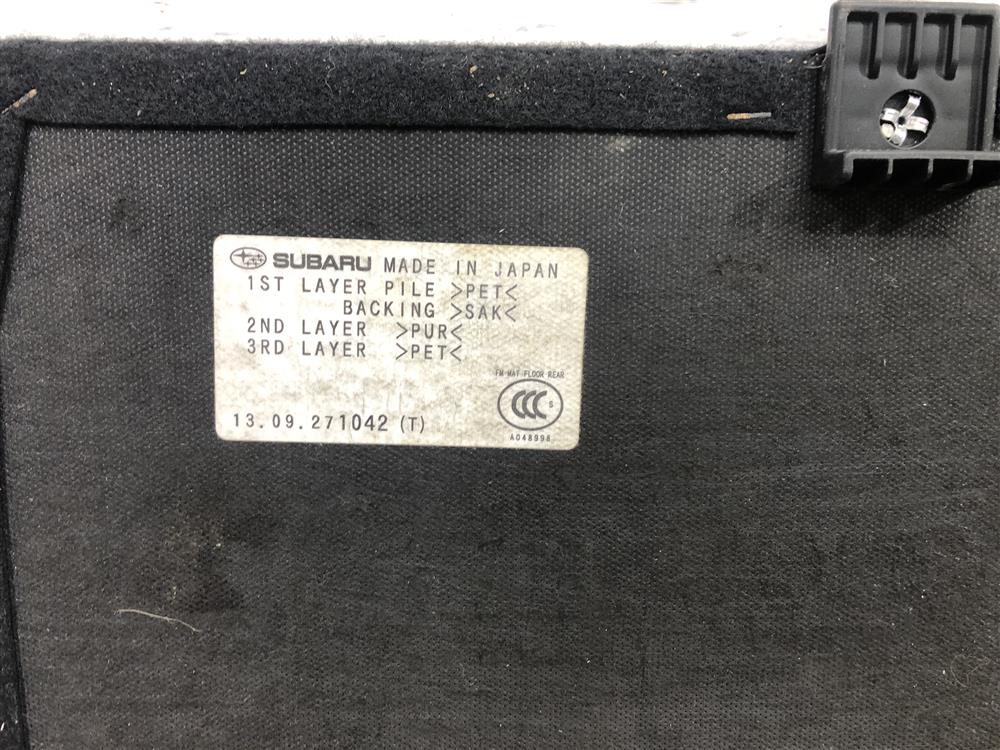 SUBARU MADE IN JAPAN
1ST LAYER PILE >PET<
BACKING >SAK<
2ND LAYER >PUR<
3RD LAYER >PET<
FM-MAT FLOOR REAR
CCC S
13.09.271042 (T)
A048998